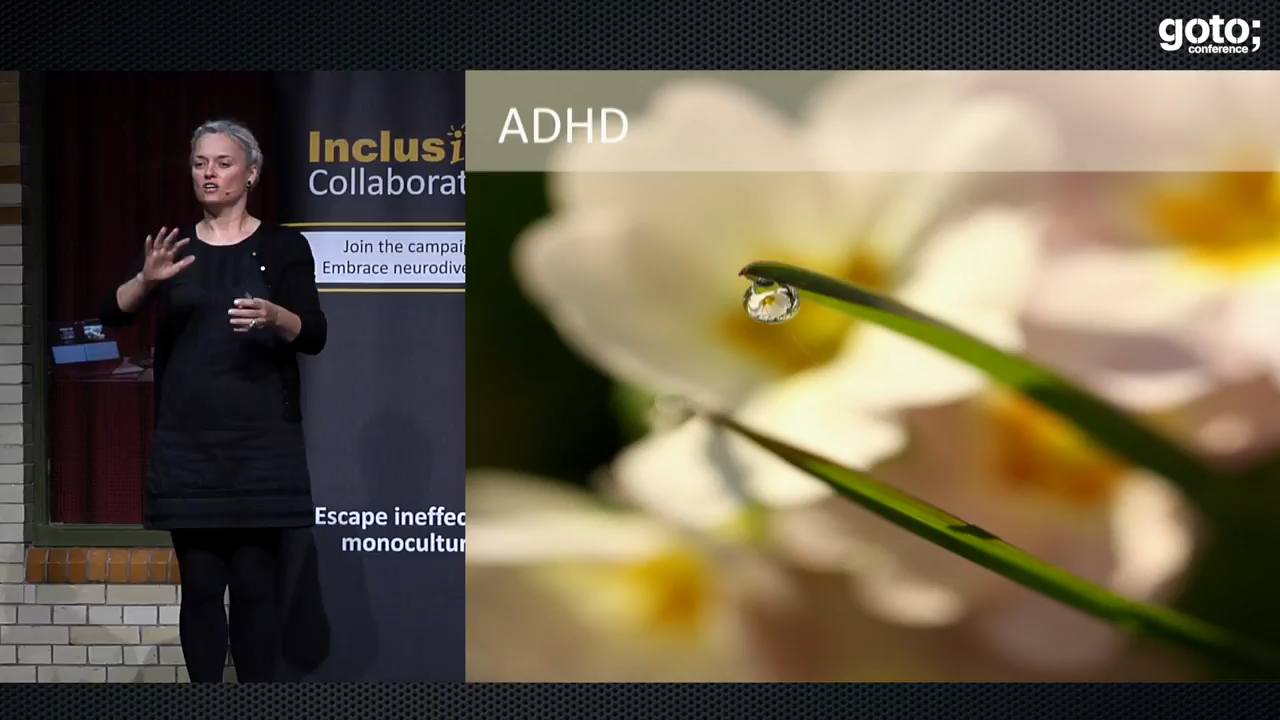 goto;
conference
Inclusi
Collaborat
Join the campai
Embrace neurodive
Escape ineffec
monocultur
ADHD